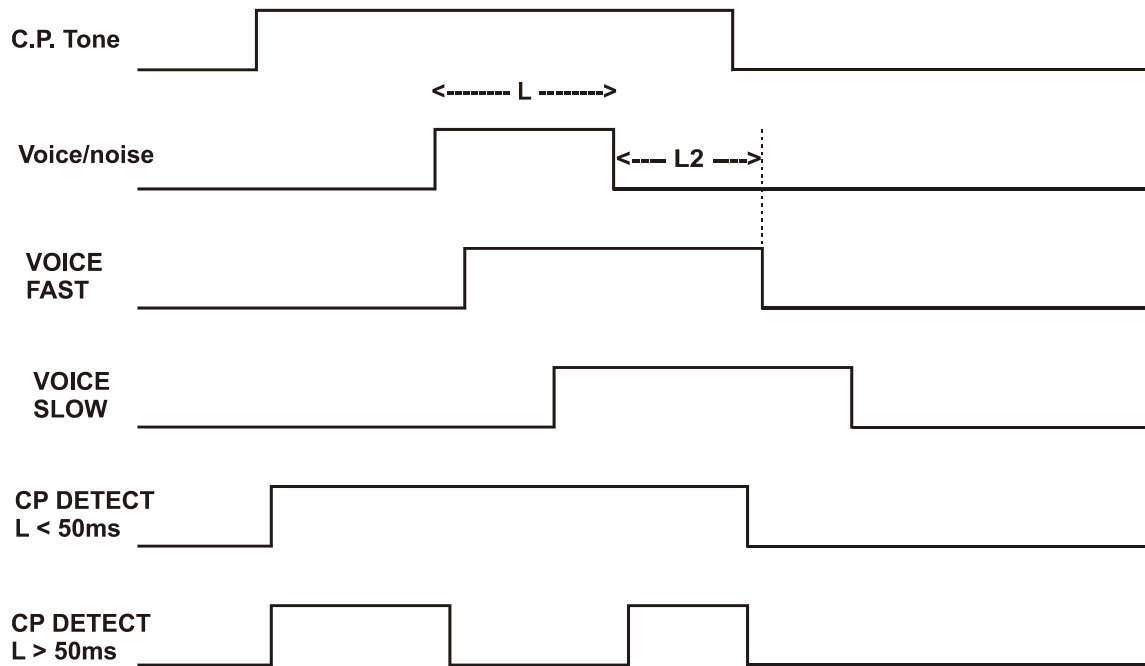 C.P. Tone
<-------- L -------->
Voice/noise
<---- L2 ---->
VOICE
FAST
VOICE
SLOW
CP DETECT
L < 50ms
CP DETECT
L > 50ms